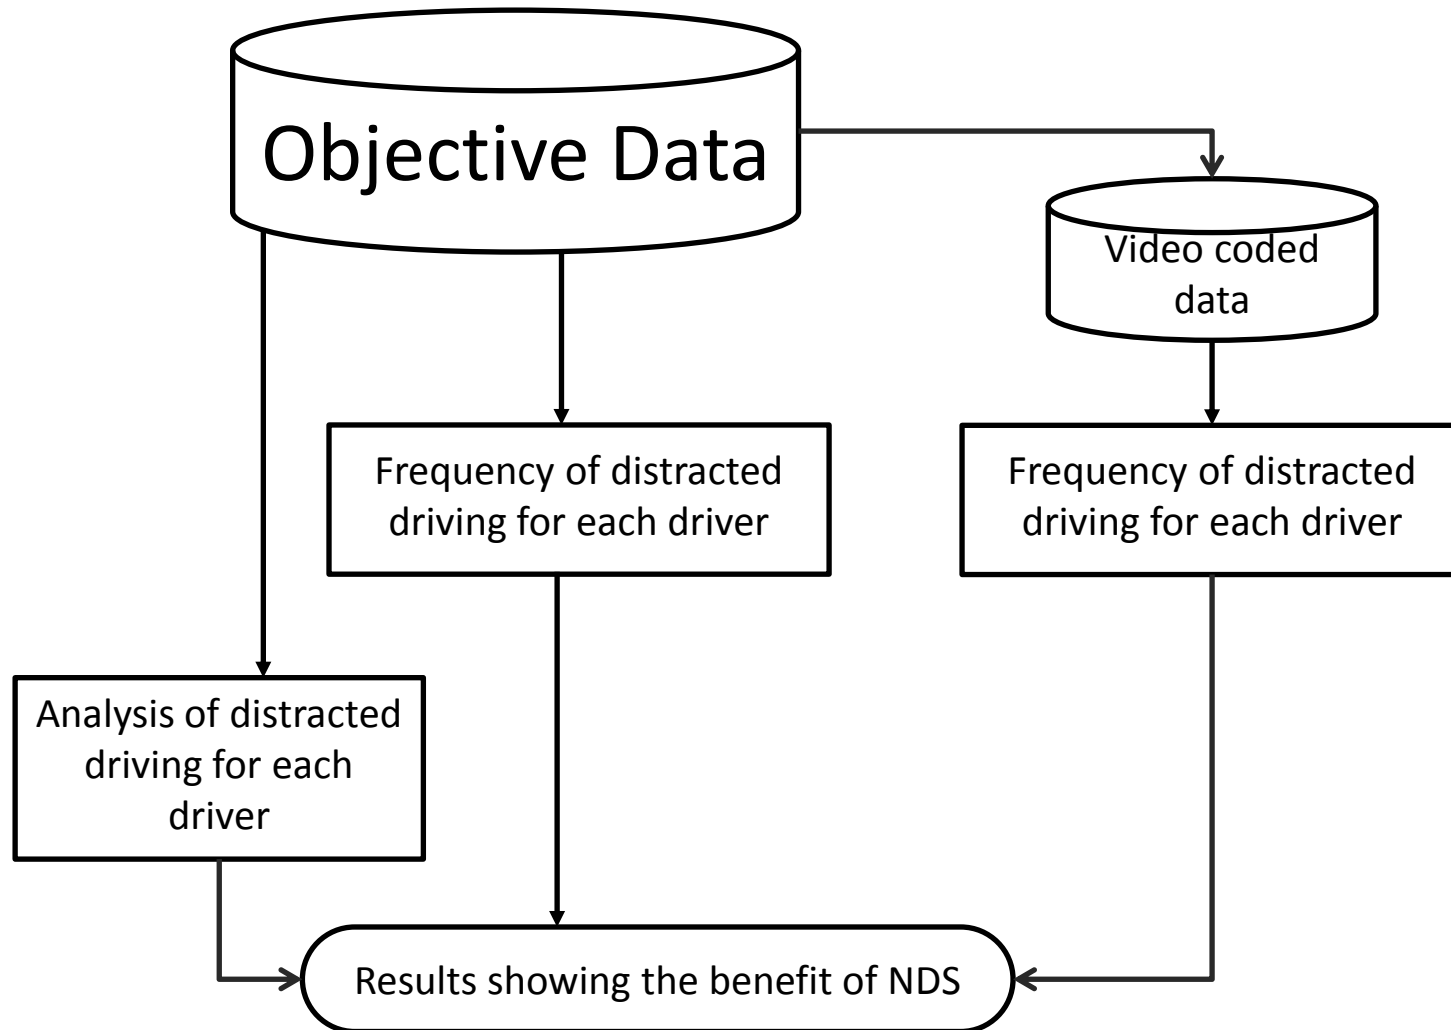 Objective Data
Video coded
data
Frequency of distracted
driving for each driver
Frequency of distracted
driving for each driver
Analysis of distracted
driving for each
driver
Results showing the benefit of NDS